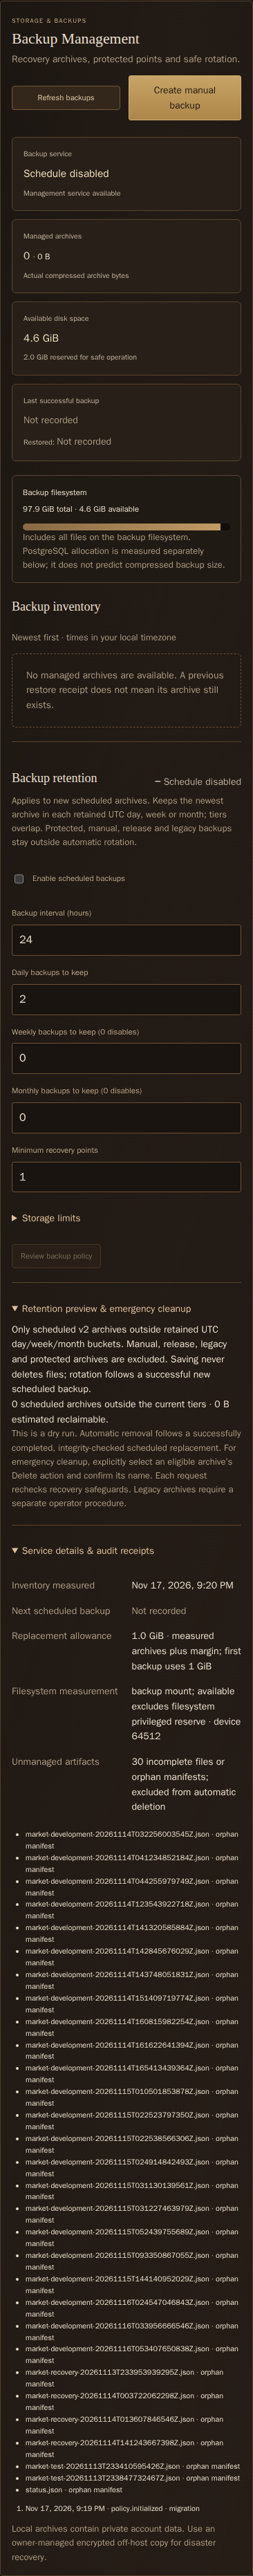 STORAGE & BACKUPS
Backup Management
Recovery archives, protected points and safe rotation.
Refresh backups
Create manual
backup
Backup service
Schedule disabled
Management service available
Managed archives
0 · 0 B
Actual compressed archive bytes
Available disk space
4.6 GiB
2.0 GiB reserved for safe operation
Last successful backup
Not recorded
Restored: Not recorded
Backup filesystem
97.9 GiB total · 4.6 GiB available
Includes all files on the backup filesystem.
PostgreSQL allocation is measured separately
below; it does not predict compressed backup size.
Backup inventory
Newest first · times in your local timezone
No managed archives are available. A previous
restore receipt does not mean its archive still
exists.
Backup retention
– Schedule disabled
Applies to new scheduled archives. Keeps the newest
archive in each retained UTC day, week or month; tiers
overlap. Protected, manual, release and legacy backups
stay outside automatic rotation.
Enable scheduled backups
Backup interval (hours)
24
Daily backups to keep
2
Weekly backups to keep (0 disables)
0
Monthly backups to keep (0 disables)
0
Minimum recovery points
1
Storage limits
Review backup policy
Retention preview & emergency cleanup
Only scheduled v2 archives outside retained UTC
day/week/month buckets. Manual, release, legacy
and protected archives are excluded. Saving never
deletes files; rotation follows a successful new
scheduled backup.
0 scheduled archives outside the current tiers · 0 B
estimated reclaimable.
This is a dry run. Automatic removal follows a successfully
completed, integrity-checked scheduled replacement. For
emergency cleanup, explicitly select an eligible archive's
Delete action and confirm its name. Each request
rechecks recovery safeguards. Legacy archives require a
separate operator procedure.
Service details & audit receipts
Inventory measured
Nov 17, 2026, 9:20 PM
Next scheduled backup
Not recorded
Replacement allowance
1.0 GiB · measured
archives plus margin; first
backup uses 1 GiB
Filesystem measurement
backup mount; available
excludes filesystem
privileged reserve · device
64512
Unmanaged artifacts
30 incomplete files or
orphan manifests;
excluded from automatic
deletion
market-development-20261114T032256003545Z.json · orphan
manifest
market-development-20261114T041234852184Z.json · orphan
manifest
market-development-20261114T044255979749Z.json · orphan
manifest
market-development-20261114T123543922718Z.json · orphan
manifest
market-development-20261114T141320585884Z.json · orphan
manifest
market-development-20261114T142845676029Z.json · orphan
manifest
market-development-20261114T143748051831Z.json · orphan
manifest
market-development-20261114T151409719774Z.json · orphan
manifest
market-development-20261114T160815982254Z.json · orphan
manifest
market-development-20261114T161622641394Z.json · orphan
manifest
market-development-20261114T165413439364Z.json · orphan
manifest
market-development-20261115T010501853878Z.json · orphan
manifest
market-development-20261115T022523797350Z.json · orphan
manifest
market-development-20261115T022538566306Z.json · orphan
manifest
market-development-20261115T024914842493Z.json · orphan
manifest
market-development-20261115T031130139561Z.json · orphan
manifest
market-development-20261115T031227463979Z.json · orphan
manifest
market-development-20261115T052439755689Z.json · orphan
manifest
market-development-20261115T093350867055Z.json · orphan
manifest
market-development-20261115T144140952029Z.json · orphan
manifest
market-development-20261116T024547046843Z.json · orphan
manifest
market-development-20261116T033956666546Z.json · orphan
manifest
market-development-20261116T053407650838Z.json · orphan
manifest
market-recovery-20261113T233953939295Z.json · orphan
manifest
market-recovery-20261114T003722062298Z.json · orphan
manifest
market-recovery-20261114T013607846546Z.json · orphan
manifest
market-recovery-20261114T141243667398Z.json · orphan
manifest
market-test-20261113T233410595426Z.json · orphan manifest
market-test-20261113T233847732467Z.json · orphan manifest
status.json · orphan manifest
1. Nov 17, 2026, 9:19 PM · policy.initialized · migration
Local archives contain private account data. Use an
owner-managed encrypted off-host copy for disaster
recovery.